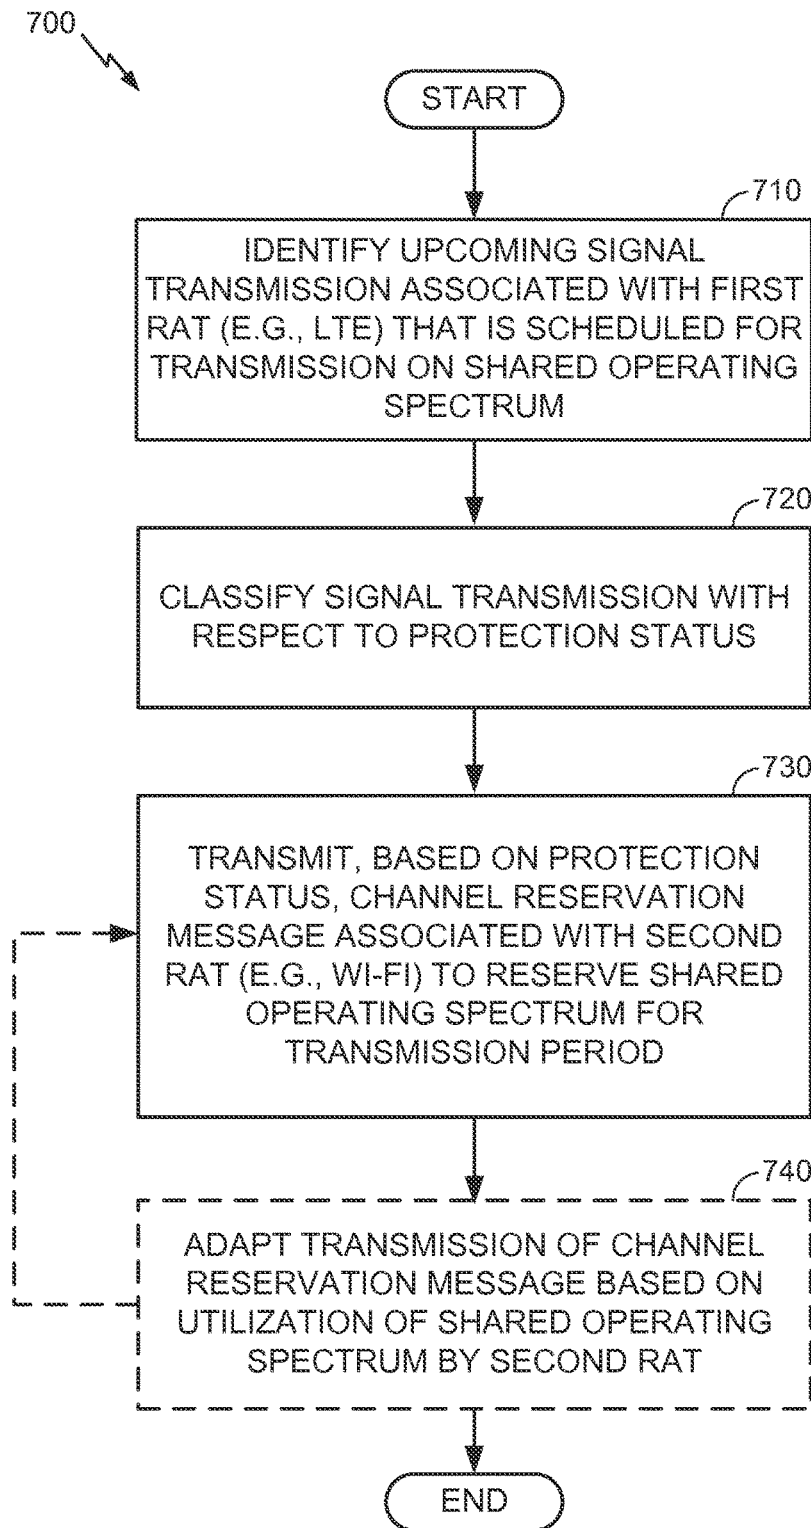 700
START
710
IDENTIFY UPCOMING SIGNAL
TRANSMISSION ASSOCIATED WITH FIRST
RAT (E.G., LTE) THAT IS SCHEDULED FOR
TRANSMISSION ON SHARED OPERATING
SPECTRUM
720
CLASSIFY SIGNAL TRANSMISSION WITH
RESPECT TO PROTECTION STATUS
730
TRANSMIT, BASED ON PROTECTION
STATUS, CHANNEL RESERVATION
MESSAGE ASSOCIATED WITH SECOND
RAT (E.G., WI-FI) TO RESERVE SHARED
OPERATING SPECTRUM FOR
TRANSMISSION PERIOD
740
ADAPT TRANSMISSION OF CHANNEL
RESERVATION MESSAGE BASED ON
UTILIZATION OF SHARED OPERATING
SPECTRUM BY SECOND RAT
END